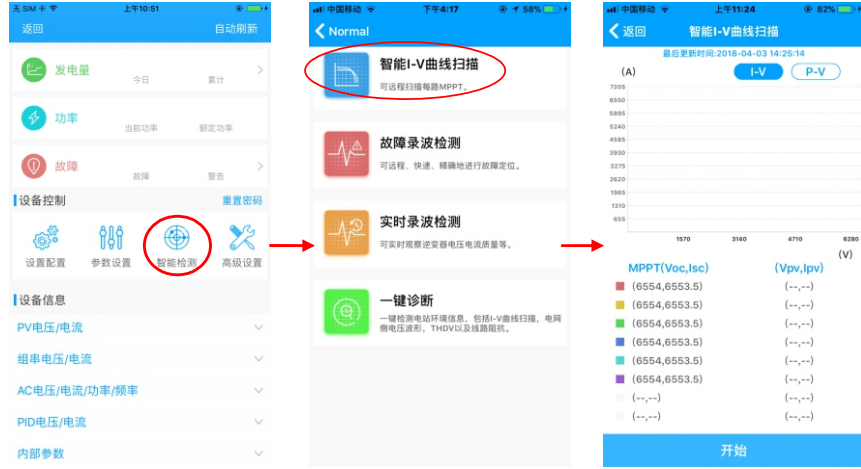 无 SIM 卡 上午10:51
返回 自动刷新
发电量 今日 累计
功率 当前功率 额定功率
故障 故障 警告
设备控制 重置密码
设置配置 参数设置 智能检测 高级设置
设备信息
PV电压/电流
组串电压/电流
AC电压/电流/功率/频率
PID电压/电流
内部参数
中国移动 下午4:17 58%
Normal
智能I-V曲线扫描
可远程扫描每路MPPT。
故障录波检测
可远程、快速、精确地进行故障定位。
实时录波检测
可实时观察逆变器电压电流质量等。
一键诊断
一键检测电站环境信息、包括I-V曲线扫描，电网
侧电压波形，THDV以及线路阻抗。
中国移动 上午11:24 82%
返回 智能I-V曲线扫描
最后更新时间:2018-04-03 14:25:14
(A) I-V P-V
7205
6550
5895
5240
4585
3930
3275
2620
1965
1310
655
1570 3140 4710 6280
(V)
MPPT(Voc,Isc) (Vpv,Ipv)
(6554,6553.5) (--,--)
(6554,6553.5) (--,--)
(6554,6553.5) (--,--)
(6554,6553.5) (--,--)
(6554,6553.5) (--,--)
(6554,6553.5) (--,--)
(--,--) (--,--)
(--,--) (--,--)
开始